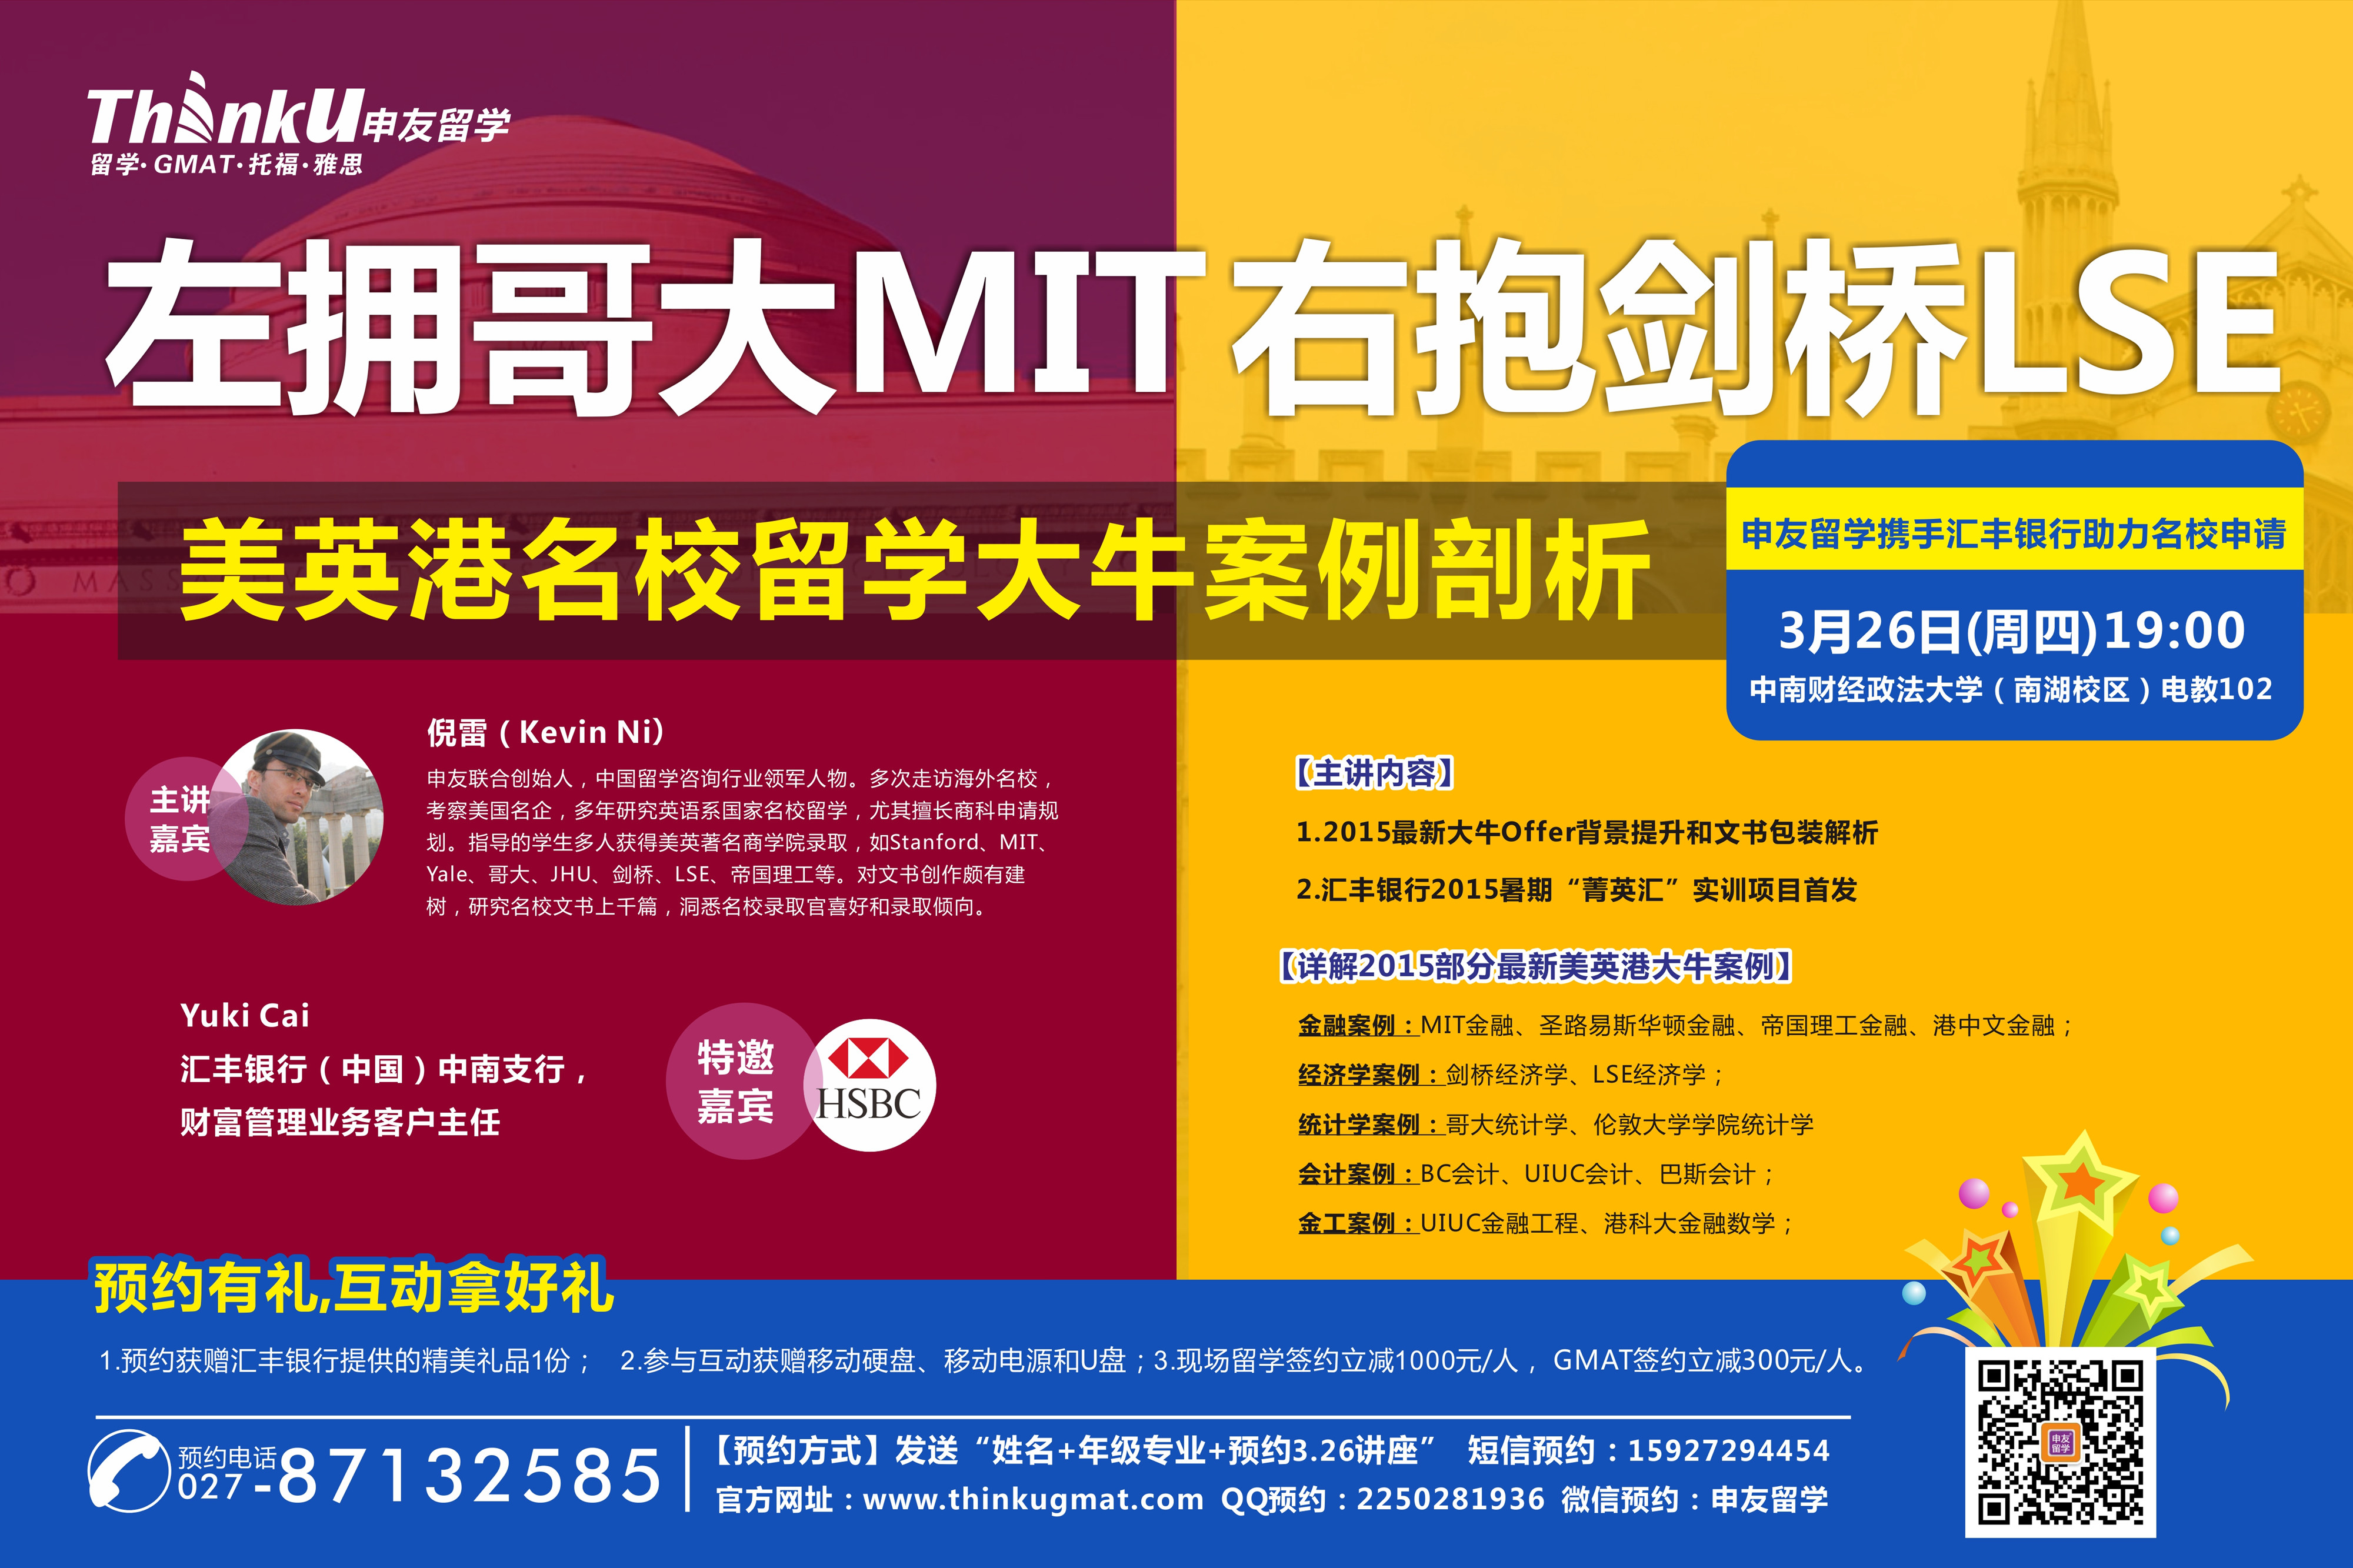 ThinkU申友留学
留学·GMAT·托福·雅思
左拥哥大MIT 右抱剑桥LSE
美英港名校留学大牛案例剖析
申友留学携手汇丰银行助力名校申请
3月26日(周四)19:00
中南财经政法大学（南湖校区）电教102
主讲
嘉宾
倪雷（Kevin Ni）
申友联合创始人，中国留学咨询行业领军人物。多次走访海外名校，
考察美国名企，多年研究英语系国家名校留学，尤其擅长商科申请规
划。指导的学生多人获得美英著名商学院录取，如Stanford、MIT、
Yale、哥大、JHU、剑桥、LSE、帝国理工等。对文书创作颇有建
树，研究名校文书上千篇，洞悉名校录取官喜好和录取倾向。
Yuki Cai
汇丰银行（中国）中南支行，
财富管理业务客户主任
特邀
嘉宾
HSBC
【主讲内容】
1.2015最新大牛Offer背景提升和文书包装解析
2.汇丰银行2015暑期“菁英汇”实训项目首发
【详解2015部分最新美英港大牛案例】
金融案例：MIT金融、圣路易斯华顿金融、帝国理工金融、港中文金融；
经济学案例：剑桥经济学、LSE经济学；
统计学案例：哥大统计学、伦敦大学学院统计学
会计案例：BC会计、UIUC会计、巴斯会计；
金工案例：UIUC金融工程、港科大金融数学；
预约有礼,互动拿好礼
1.预约获赠汇丰银行提供的精美礼品1份； 2.参与互动获赠移动硬盘、移动电源和U盘；3.现场留学签约立减1000元/人，GMAT签约立减300元/人。
预约电话
027-87132585
【预约方式】发送“姓名+年级专业+预约3.26讲座” 短信预约：15927294454
官方网址：www.thinkugmat.com QQ预约：2250281936 微信预约：申友留学
申友
留学